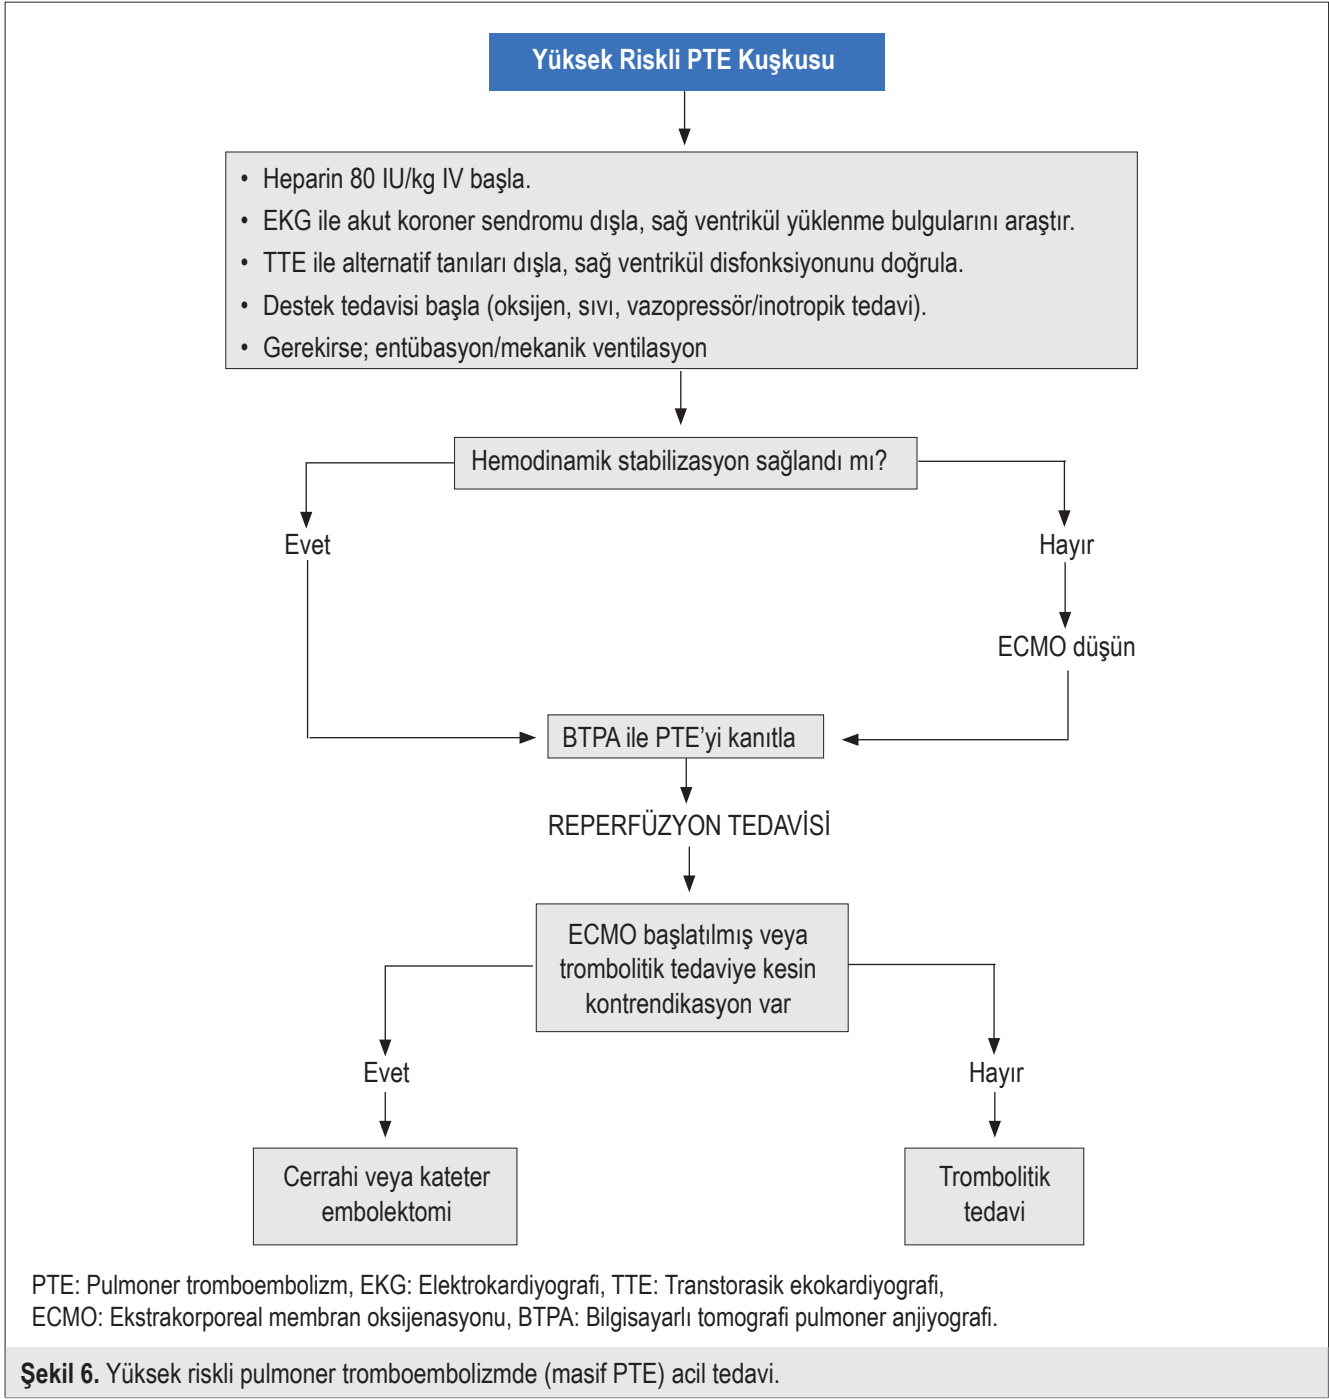 Yüksek Riskli PTE Kuşkusu
• Heparin 80 IU/kg IV başla.
• EKG ile akut koroner sendromu dışla, sağ ventrikül yüklenme bulgularını araştır.
• TTE ile alternatif tanıları dışla, sağ ventrikül disfonksiyonunu doğrula.
• Destek tedavisi başla (oksijen, sıvı, vazopressör/inotropik tedavi).
• Gerekirse; entübasyon/mekanik ventilasyon
Hemodinamik stabilizasyon sağlandı mı?
Evet
Hayır
ECMO düşün
BTPA ile PTE’yi kanıtla
REPERFÜZYON TEDAVİSİ
ECMO başlatılmış veya
trombolitik tedaviye kesin
kontrendikasyon var
Evet
Hayır
Cerrahi veya kateter
embolektomi
Trombolitik
tedavi
PTE: Pulmoner tromboembolizm, EKG: Elektrokardiyografi, TTE: Transtorasik ekokardiyografi,
ECMO: Ekstrakorporeal membran oksijenasyonu, BTPA: Bilgisayarlı tomografi pulmoner anjiyografi.
Şekil 6. Yüksek riskli pulmoner tromboembolizmde (masif PTE) acil tedavi.